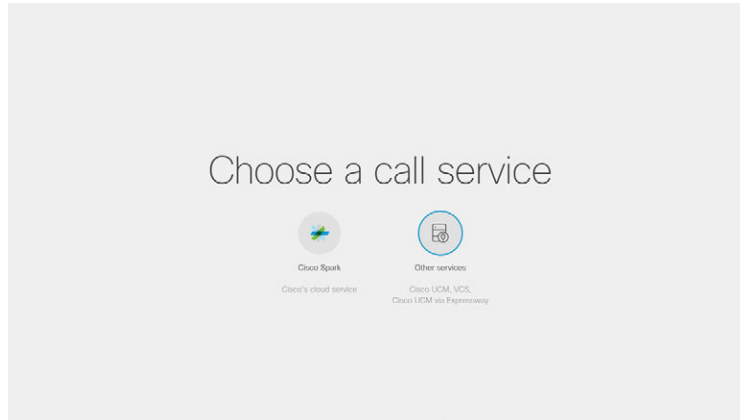 Choose a call service
Cisco Spark
Other services
Cisco's cloud service
Cisco UCM, VCS,
Cisco UCM via Expressway